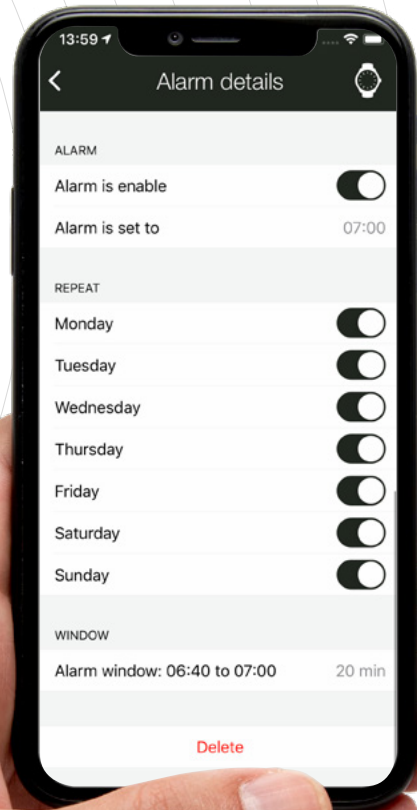 13:59
Alarm details
ALARM
Alarm is enable
Alarm is set to 07:00
REPEAT
Monday
Tuesday
Wednesday
Thursday
Friday
Saturday
Sunday
WINDOW
Alarm window: 06:40 to 07:00 20 min
Delete